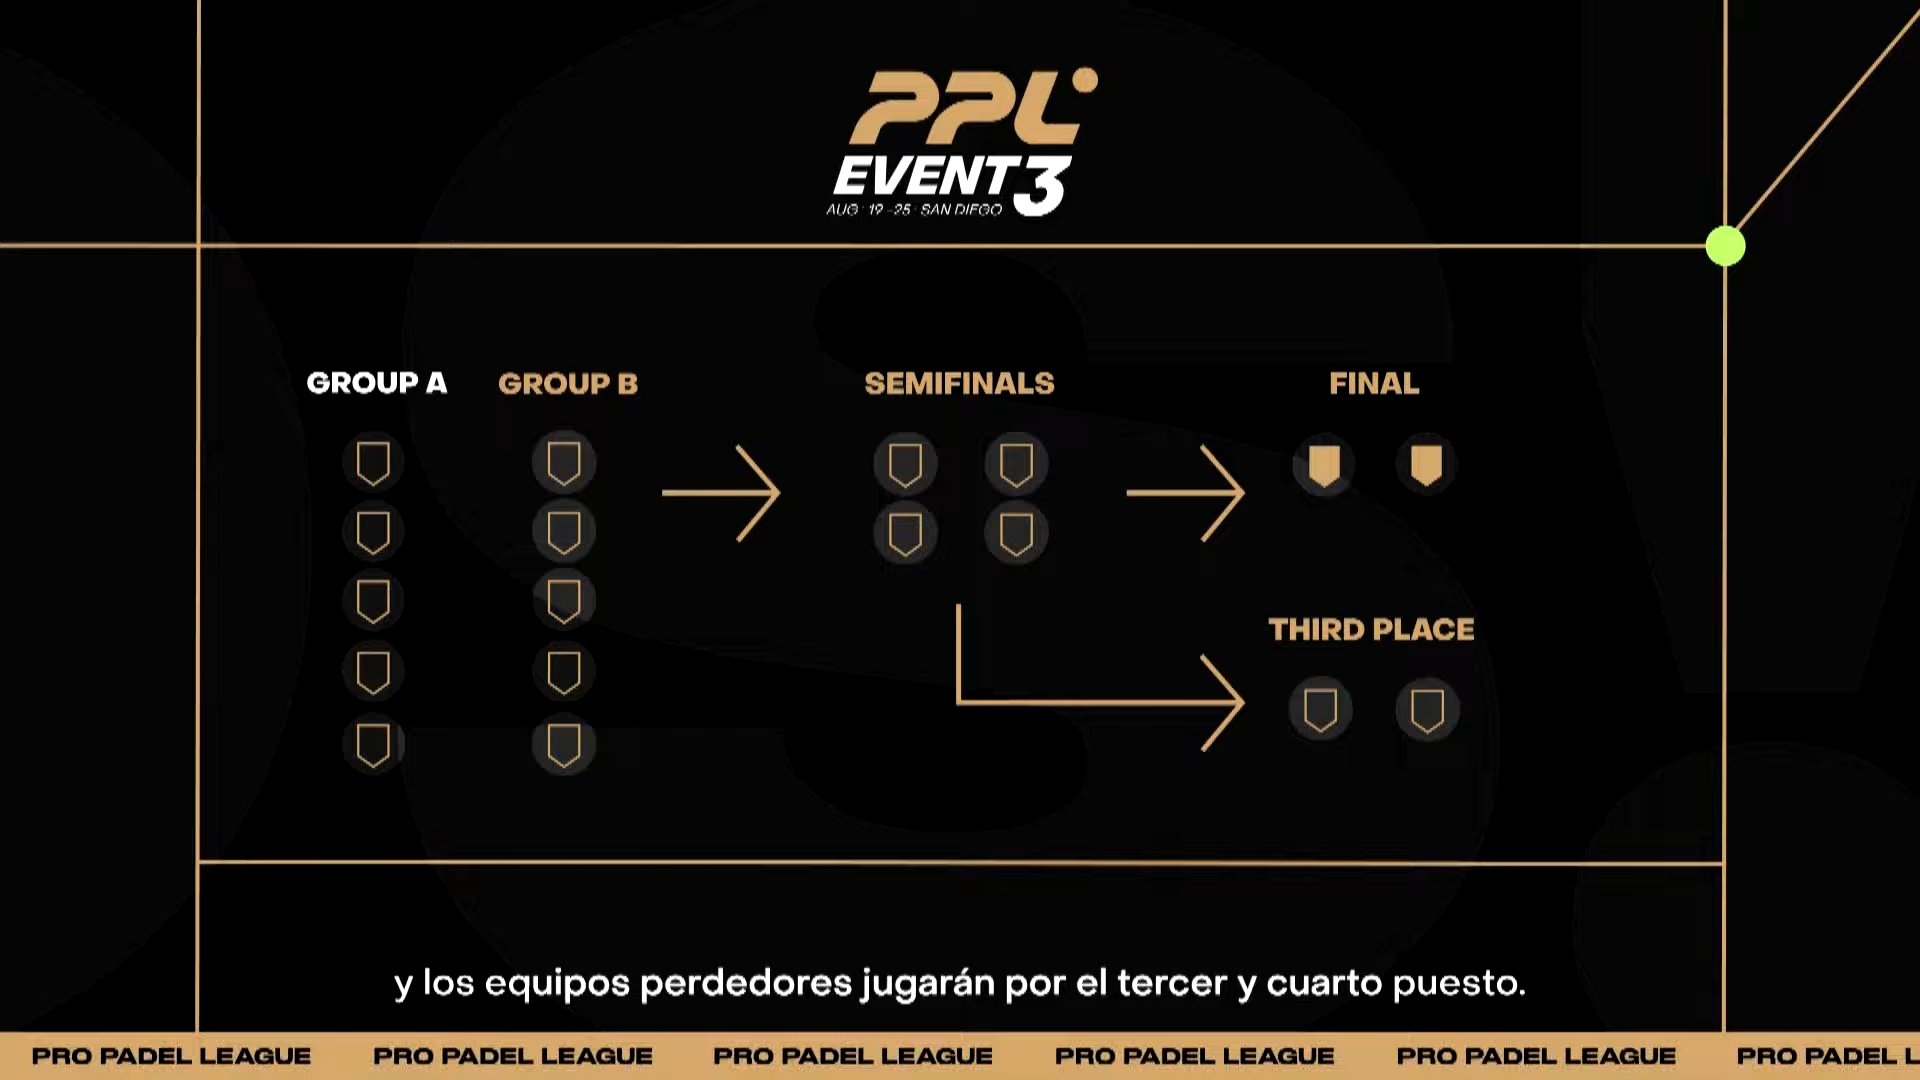 PPL
EVENT 3
AUG · 19 - 25 · SAN DIEGO
GROUP A
GROUP B
SEMIFINALS
FINAL
THIRD PLACE
y los equipos perdedores jugarán por el tercer y cuarto puesto.
PRO PADEL LEAGUE PRO PADEL LEAGUE PRO PADEL LEAGUE PRO PADEL LEAGUE PRO PADEL LEAGUE PRO PADEL L